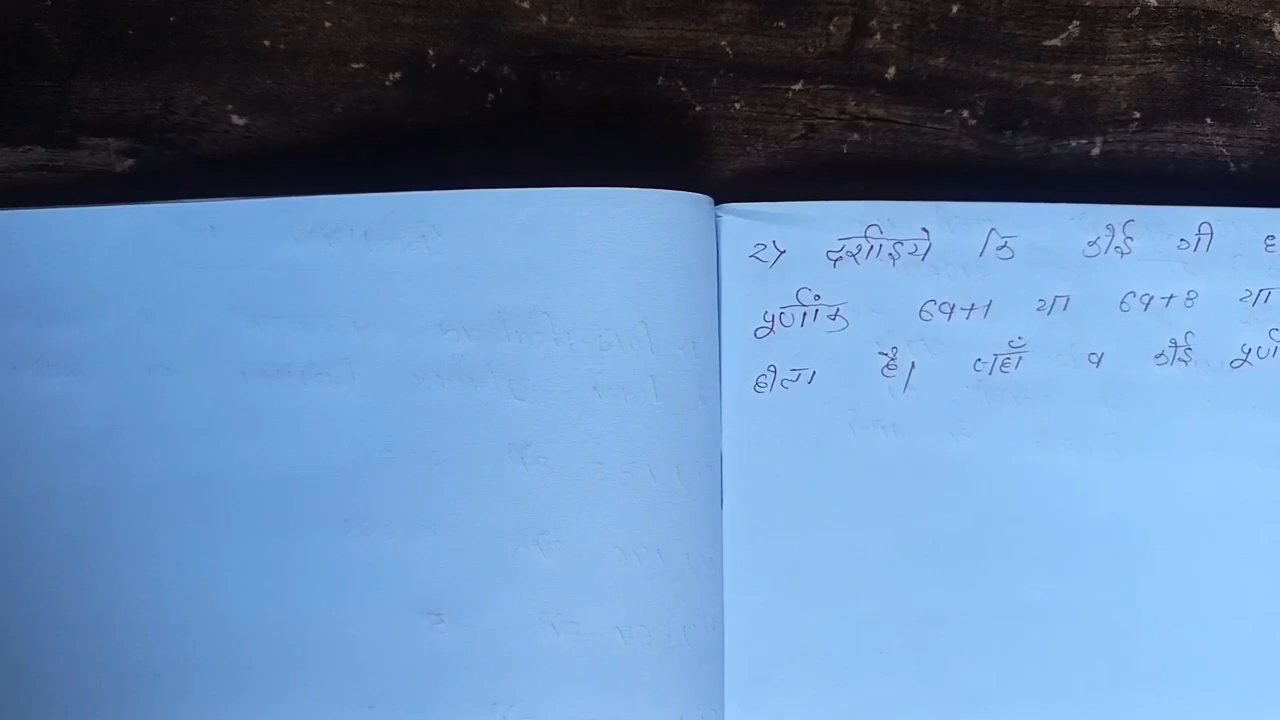 2) दर्शाइये कि कोई भी
पूर्णांक 6q+1 या 6q+8 या
होता है। जहाँ q कोई